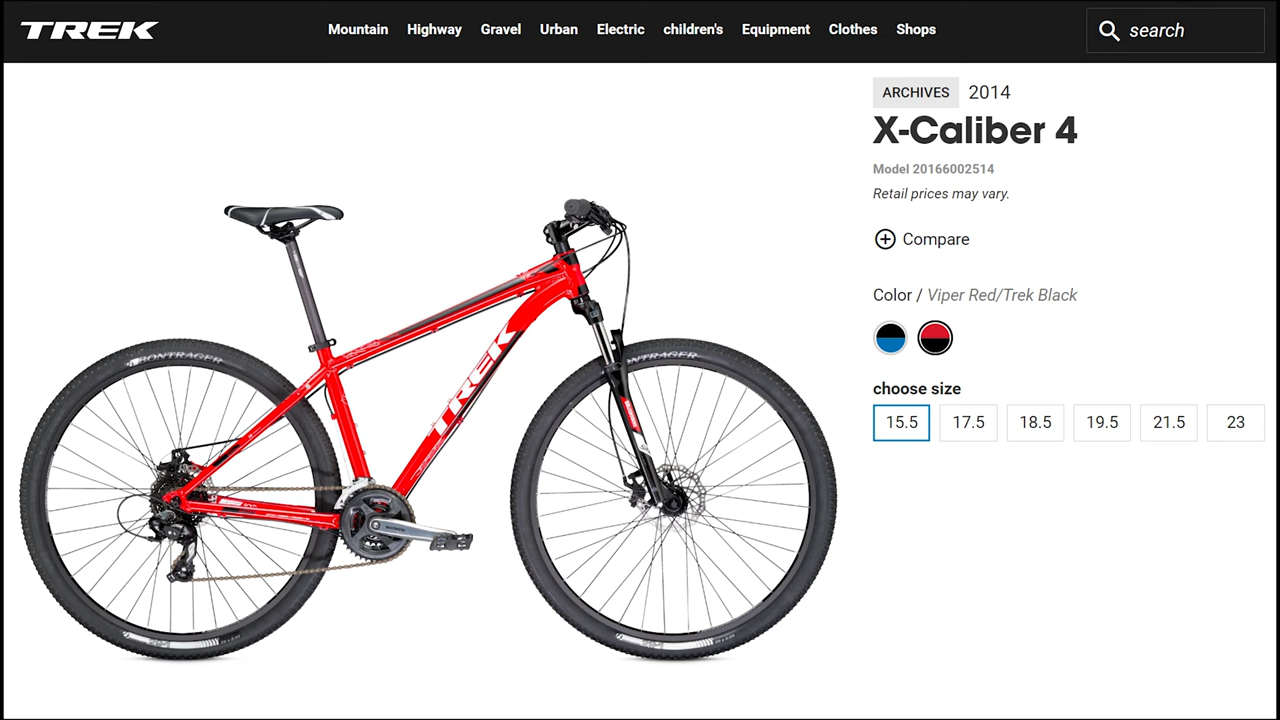 TREK
Mountain Highway Gravel Urban Electric children's Equipment Clothes Shops
search
ARCHIVES 2014
X-Caliber 4
Model 20166002514
Retail prices may vary.
Compare
Color / Viper Red/Trek Black
choose size
15.5 17.5 18.5 19.5 21.5 23
BONTRAGER
TREK